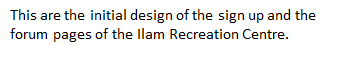 This are the initial design of the sign up and the
forum pages of the Ilam Recreation Centre.